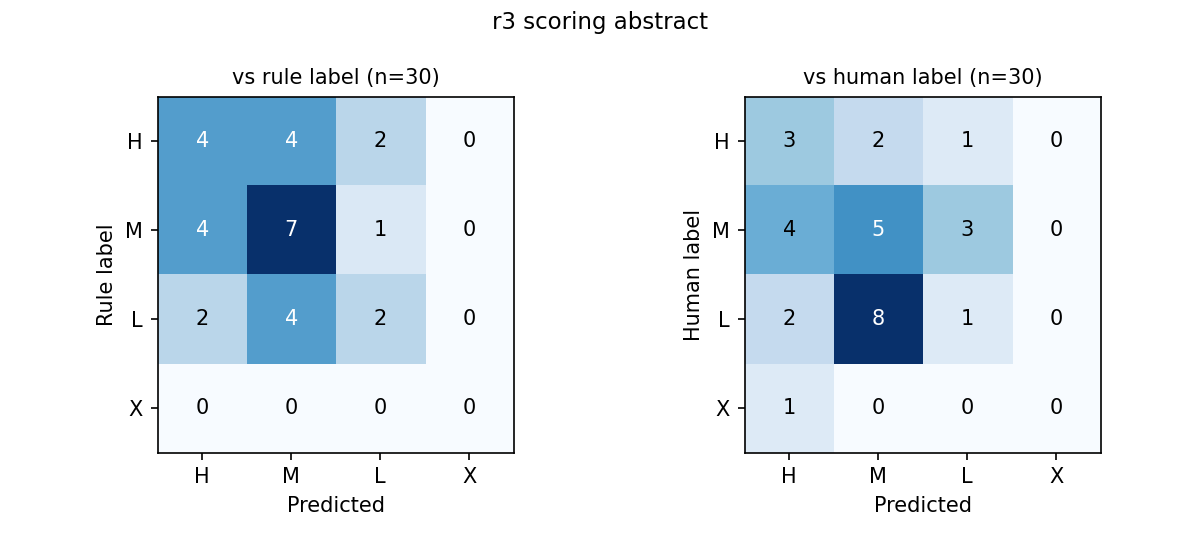 r3 scoring abstract
vs rule label (n=30)
Rule label
H 4 4 2 0
M 4 7 1 0
L 2 4 2 0
X 0 0 0 0
H M L X
Predicted
vs human label (n=30)
Human label
H 3 2 1 0
M 4 5 3 0
L 2 8 1 0
X 1 0 0 0
H M L X
Predicted